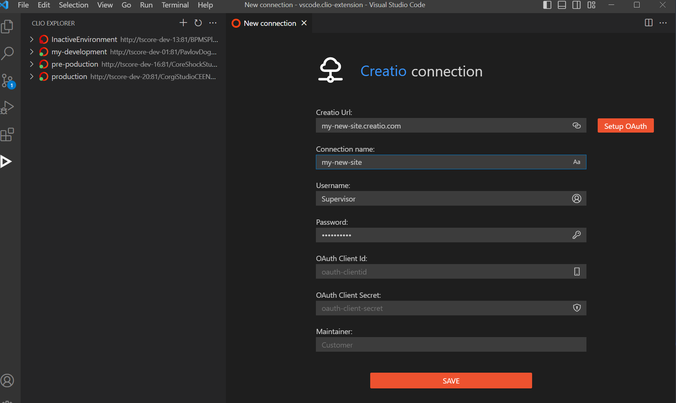 File Edit Selection View Go Run Terminal Help New connection - vscode.clio-extension - Visual Studio Code
CLIO EXPLORER
New connection
InactiveEnvironment http://tscore-dev-13:81/BPMSPI...
my-development http://tscore-dev-01:81/PavlovDog...
pre-poduction http://tscore-dev-16:81/CoreShockStu...
production http://tscore-dev-20:81/CorgiStudioCEEN...
1
Creatio connection
Creatio Url:
my-new-site.creatio.com
Setup OAuth
Connection name:
my-new-site Aa
Username:
Supervisor
Password:
••••••••••
OAuth Client Id:
oauth-clientid
OAuth Client Secret:
oauth-client-secret
Maintainer:
Customer
SAVE